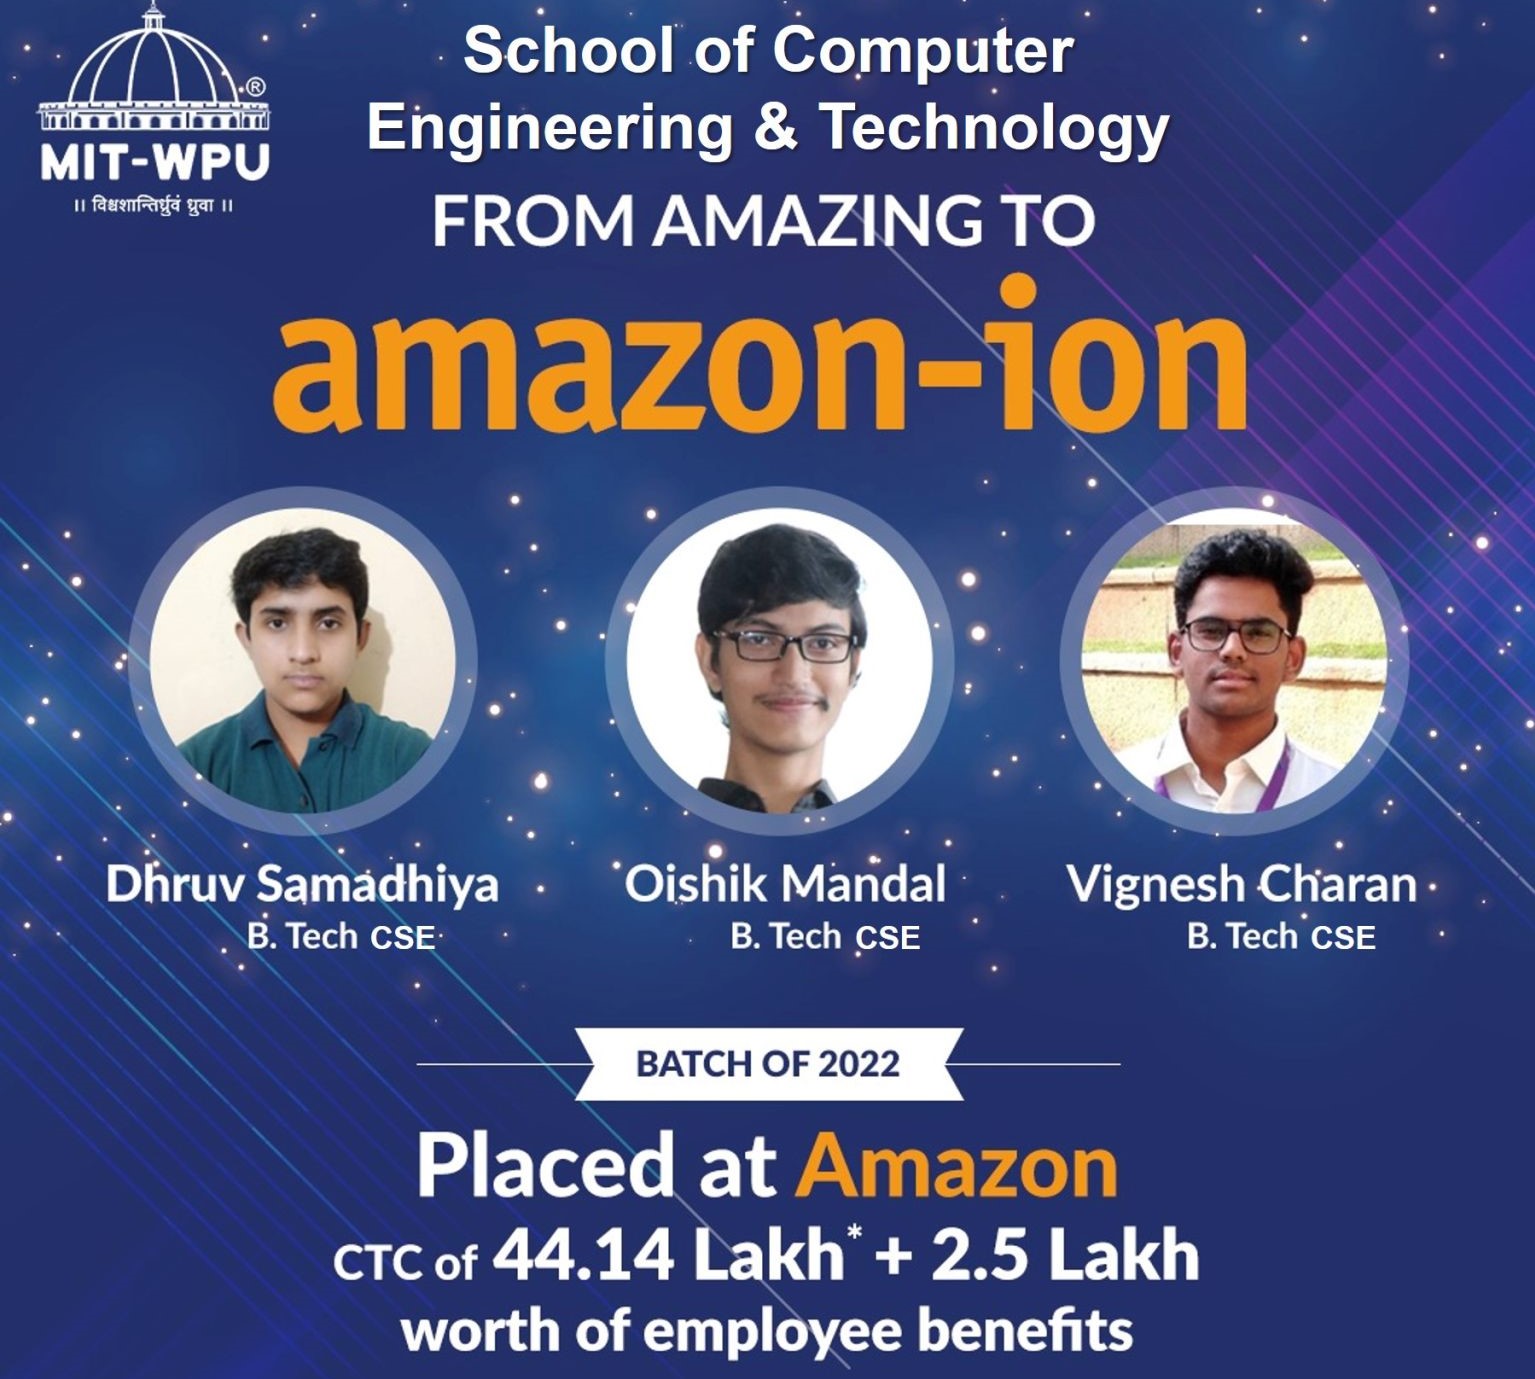 School of Computer
Engineering & Technology
®
MIT-WPU
।। विश्वशान्तिर्ध्रुवं ध्रुवा ।।
FROM AMAZING TO
amazon-ion
Dhruv Samadhiya
B. Tech CSE
Oishik Mandal
B. Tech CSE
Vignesh Charan
B. Tech CSE
BATCH OF 2022
Placed at Amazon
CTC of 44.14 Lakh* + 2.5 Lakh
worth of employee benefits